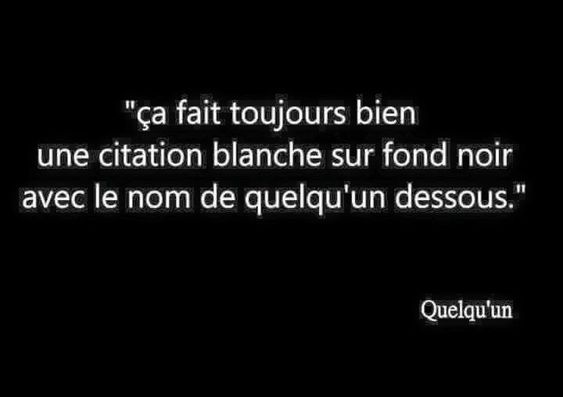 "ça fait toujours bien
une citation blanche sur fond noir
avec le nom de quelqu'un dessous."
Quelqu'un